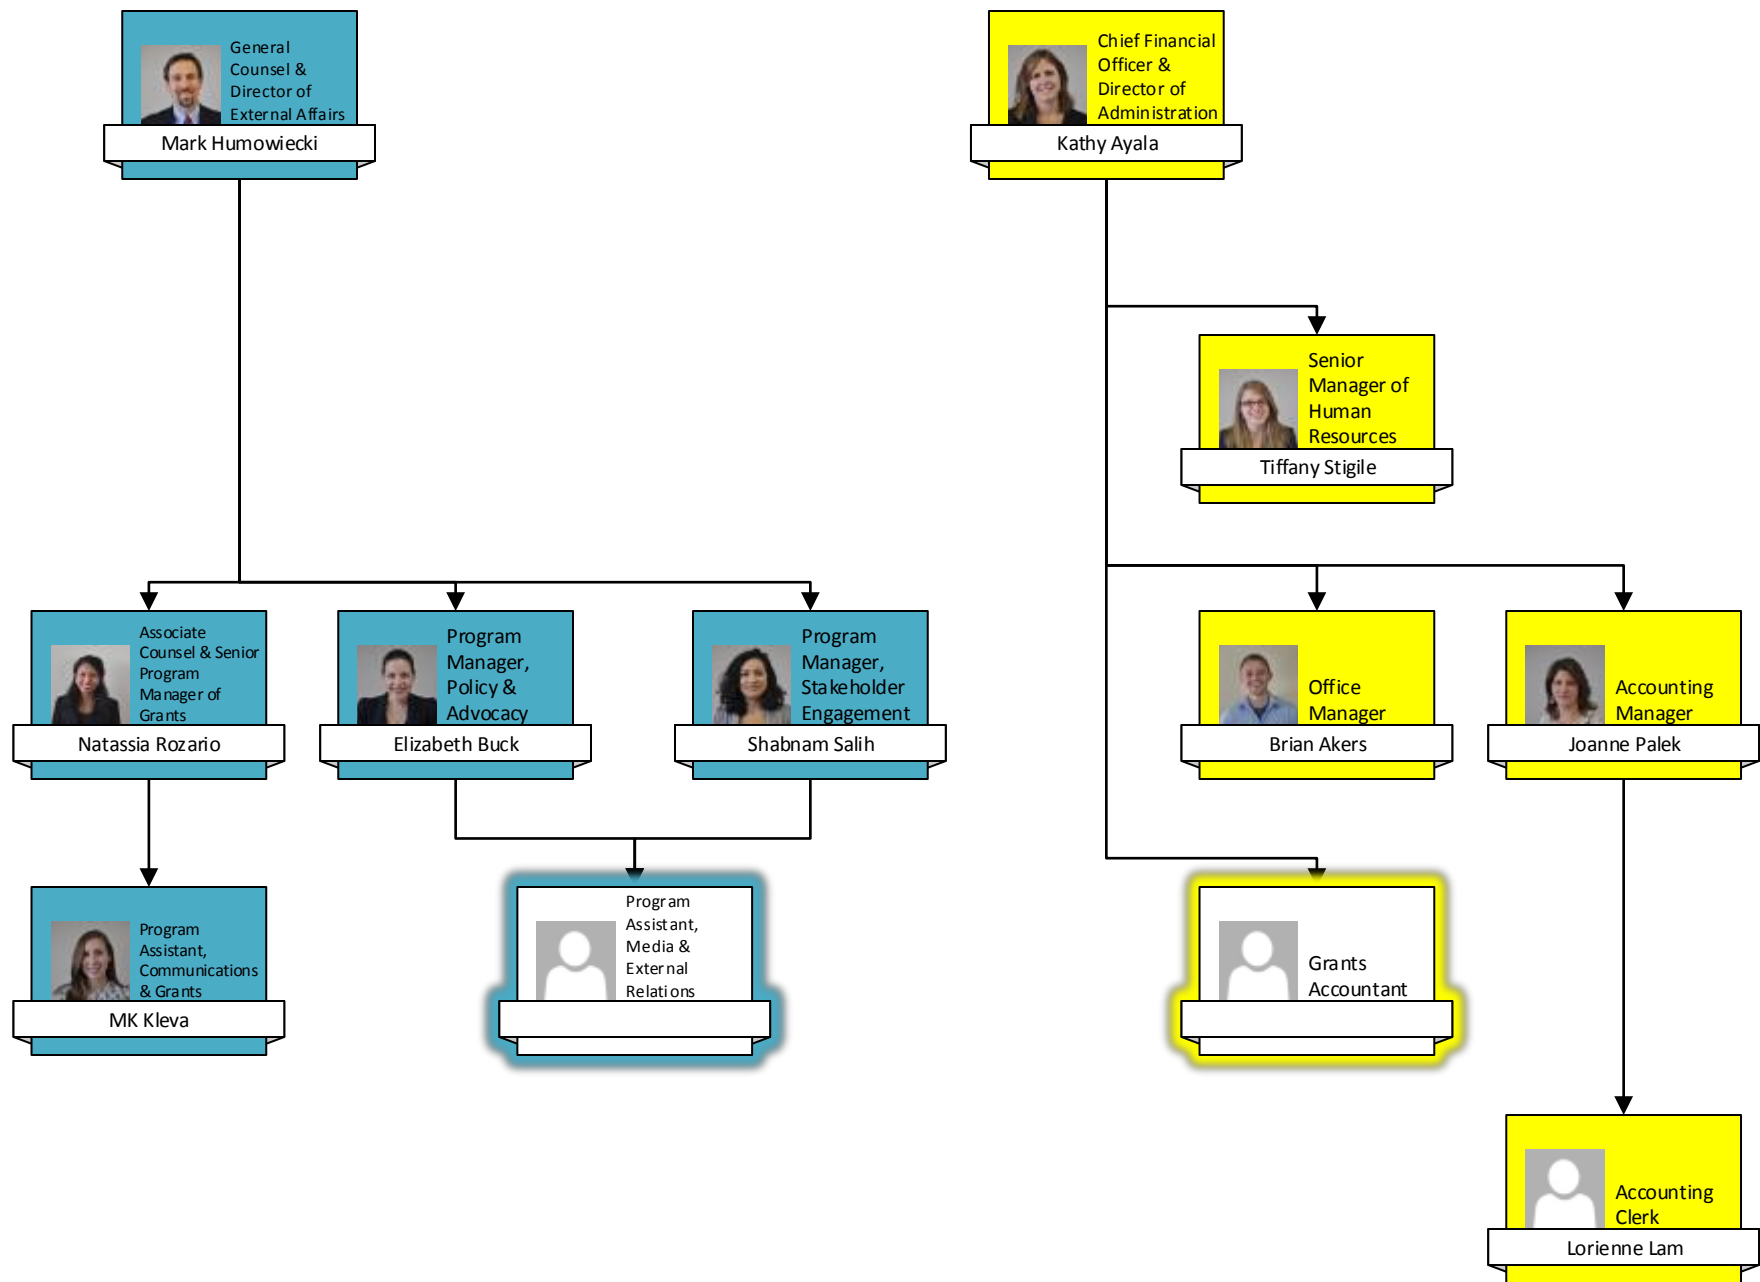 General
Counsel &
Director of
External Affairs
Mark Humowiecki
Chief Financial
Officer &
Director of
Administration
Kathy Ayala
Senior
Manager of
Human
Resources
Tiffany Stigile
Associate
Counsel & Senior
Program
Manager of
Grants
Natassia Rozario
Program
Manager,
Policy &
Advocacy
Elizabeth Buck
Program
Manager,
Stakeholder
Engagement
Shabnam Salih
Office
Manager
Brian Akers
Accounting
Manager
Joanne Palek
Program
Assistant,
Communications
& Grants
MK Kleva
Program
Assistant,
Media &
External
Relations
Grants
Accountant
Accounting
Clerk
Lorienne Lam